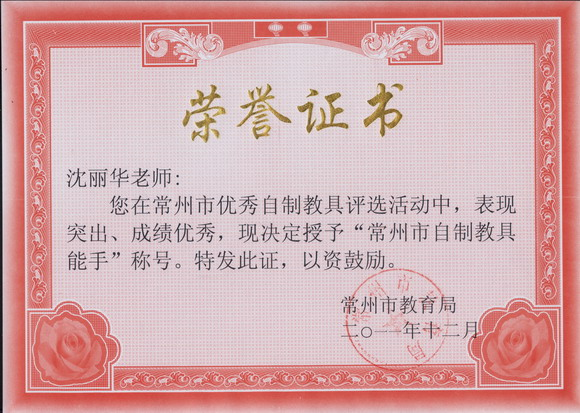 荣誉证书
沈丽华老师:
您在常州市优秀自制教具评选活动中，表现
突出、成绩优秀，现决定授予“常州市自制教具
能手”称号。特发此证，以资鼓励。
常州市教育局
二○一一年十二月